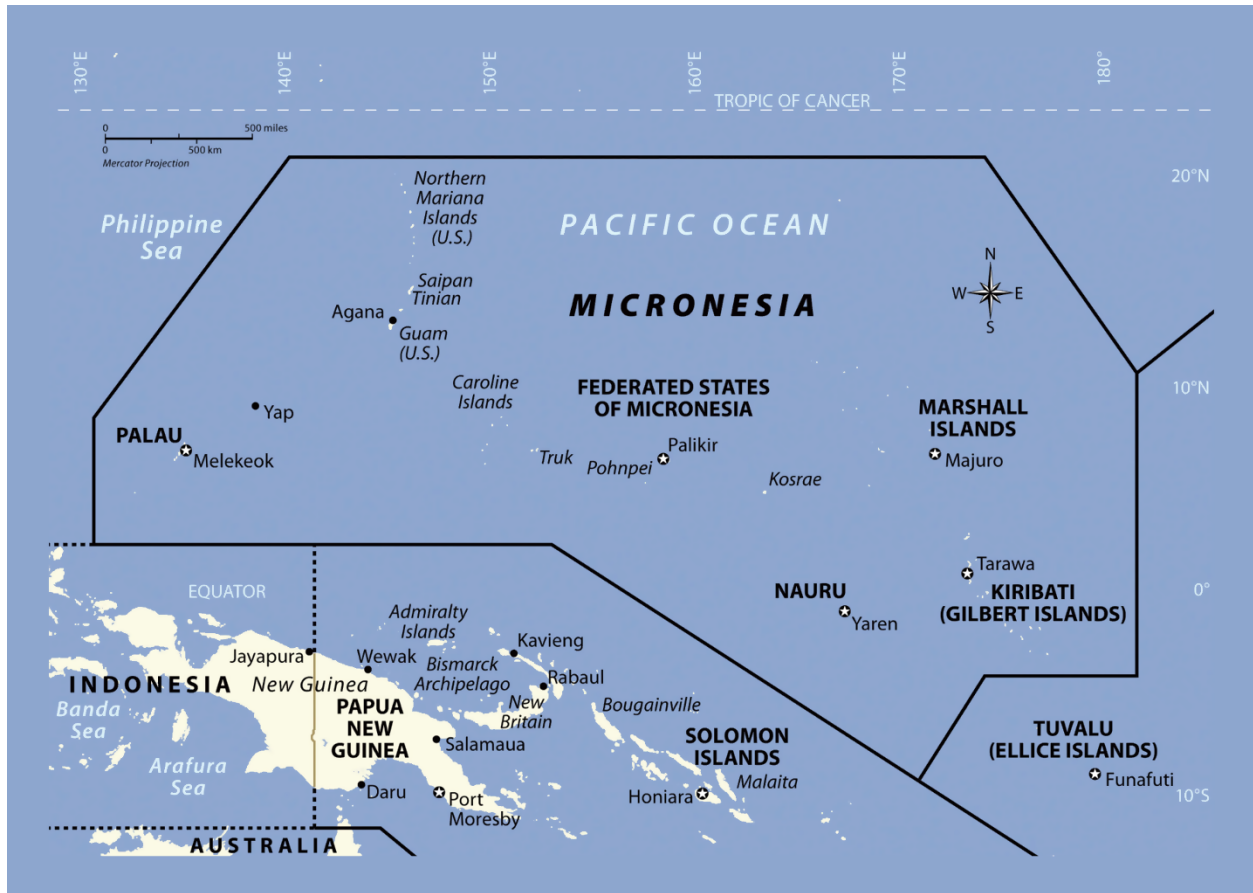 130°E
140°E
150°E
160°E
170°E
180°
TROPIC OF CANCER
0 500 miles
0 500 km
Mercator Projection
20°N
Northern
Mariana
Islands
(U.S.)
Philippine
Sea
PACIFIC OCEAN
N
W E
S
Saipan
Tinian
MICRONESIA
Agana
Guam
(U.S.)
Caroline
Islands
FEDERATED STATES
OF MICRONESIA
10°N
MARSHALL
ISLANDS
Yap
PALAU
Melekeok
Truk
Pohnpei
Palikir
Majuro
Kosrae
Tarawa
EQUATOR
NAURU
KIRIBATI
(GILBERT ISLANDS)
0°
Yaren
Admiralty
Islands
Kavieng
Jayapura
Wewak
Bismarck
Archipelago
INDONESIA
New Guinea
Rabaul
Banda
Sea
PAPUA
NEW
GUINEA
New
Britain
Bougainville
Salamaua
SOLOMON
ISLANDS
Malaita
TUVALU
(ELLICE ISLANDS)
Arafura
Sea
Funafuti
Daru
Port
Moresby
Honiara
10°S
AUSTRALIA